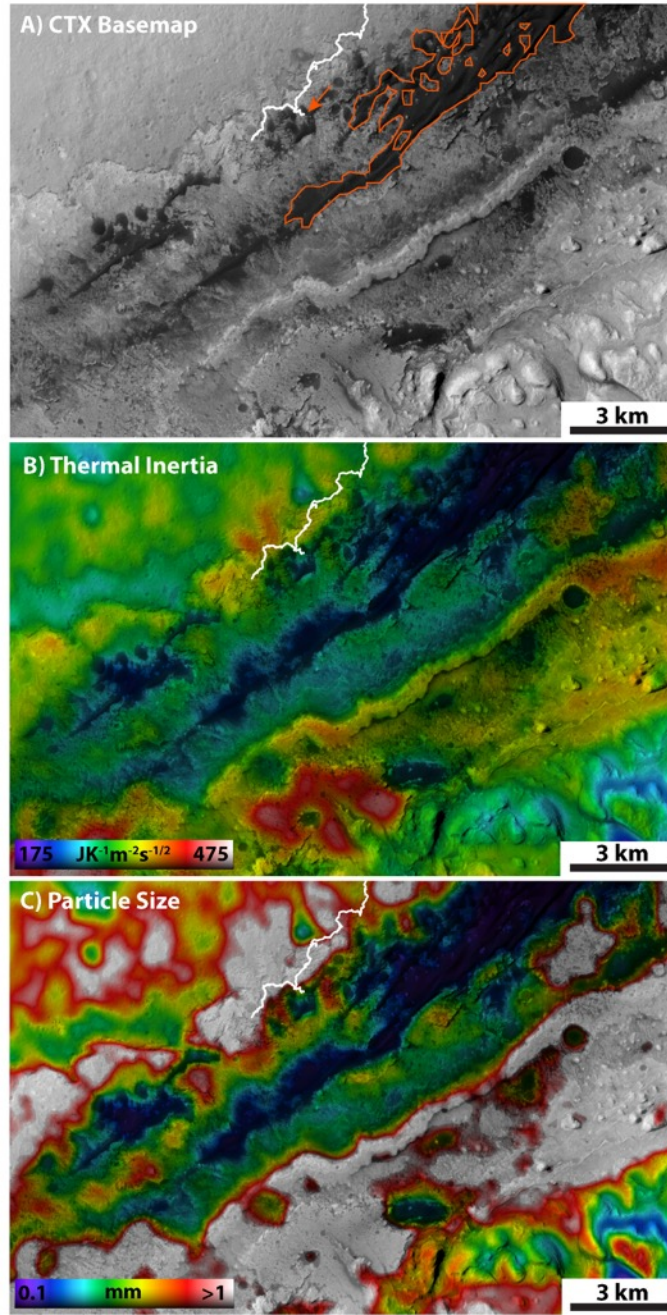 A) CTX Basemap
3 km
B) Thermal Inertia
175 JK⁻¹m⁻²s⁻¹/² 475
3 km
C) Particle Size
0.1 mm >1
3 km